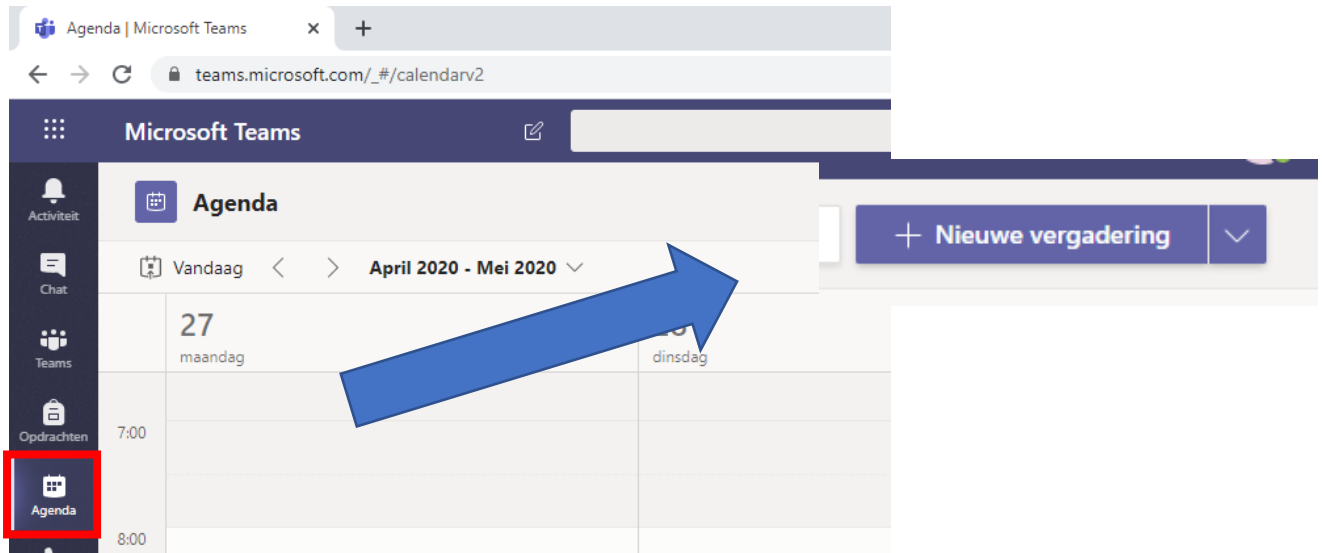 Agenda | Microsoft Teams
teams.microsoft.com/_#/calendarv2
Microsoft Teams
Activiteit
Agenda
Nieuwe vergadering
Chat
Vandaag
April 2020 - Mei 2020
Teams
27
maandag
dinsdag
Opdrachten
7:00
Agenda
8:00